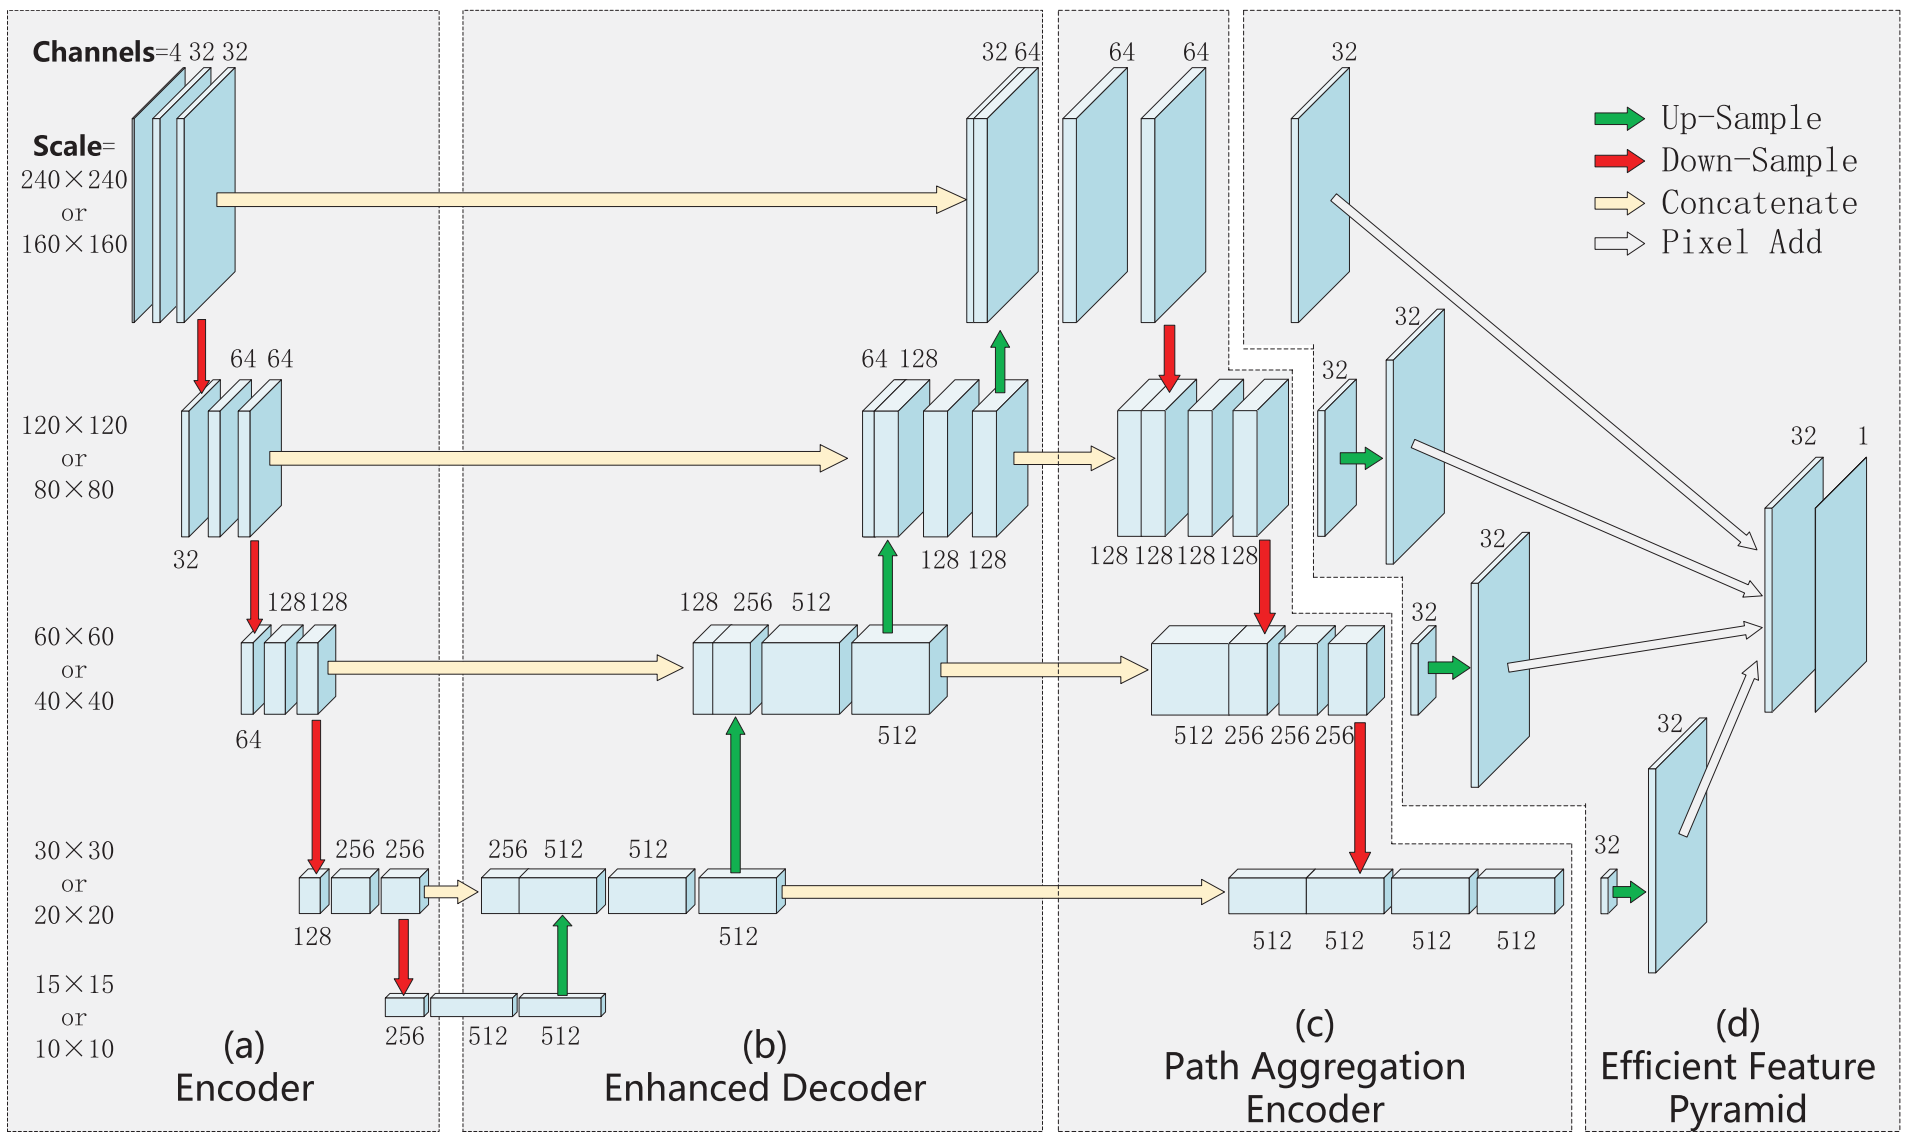 Channels=4 32 32
32 64
64
64
32
Scale=
240×240
or
160×160
Up-Sample
Down-Sample
Concatenate
Pixel Add
64 64
64 128
32
32
120×120
or
80×80
32
128 128
128 128 128 128
32 1
60×60
or
40×40
128 128
128 256 512
32
32
64
512
512 256 256 256
32
30×30
or
20×20
256 256
256 512 512
32
128
512
512 512 512 512
15×15
or
10×10
256 512 512
(a)
Encoder
(b)
Enhanced Decoder
(c)
Path Aggregation
Encoder
(d)
Efficient Feature
Pyramid